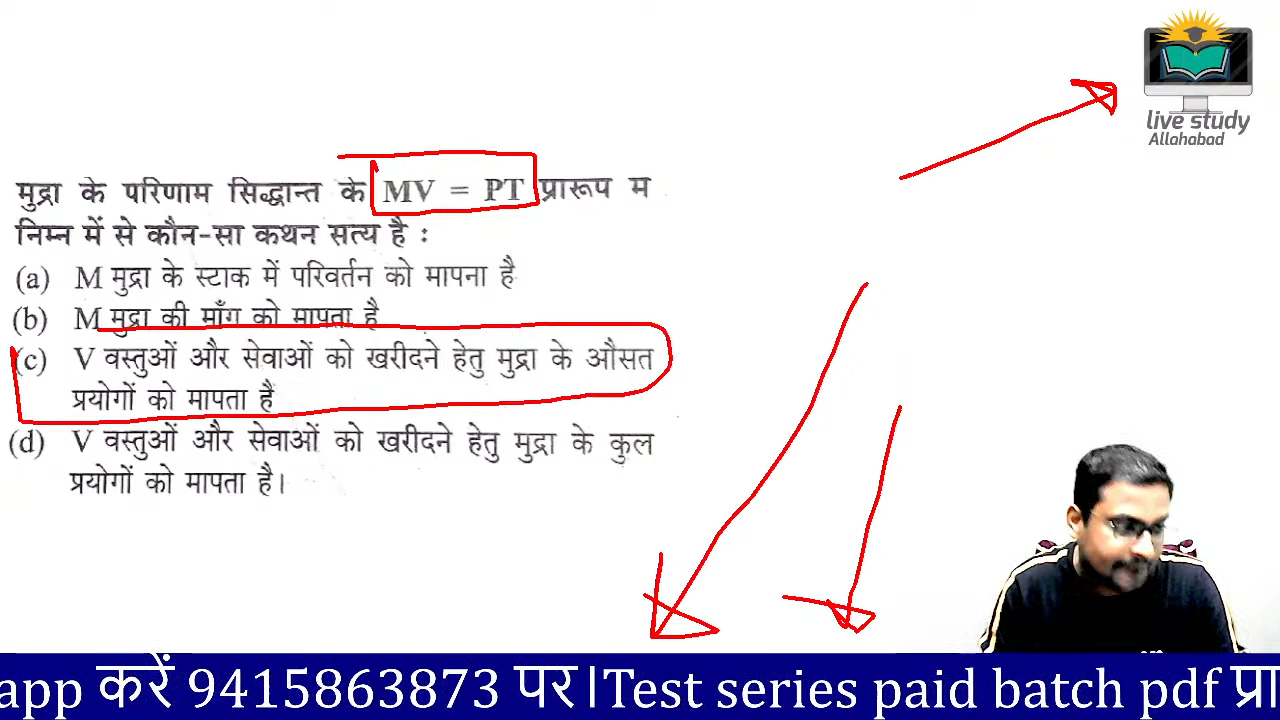 live study
Allahabad
मुद्रा के परिणाम सिद्धान्त के MV = PT प्रारूप म
निम्न में से कौन-सा कथन सत्य है :
(a) M मुद्रा के स्टाक में परिवर्तन को मापना है
(b) M मुद्रा की माँग को मापता है
(c) V वस्तुओं और सेवाओं को खरीदने हेतु मुद्रा के औसत
प्रयोगों को मापता है
(d) V वस्तुओं और सेवाओं को खरीदने हेतु मुद्रा के कुल
प्रयोगों को मापता है।
app करें 9415863873 पर।Test series paid batch pdf प्रा